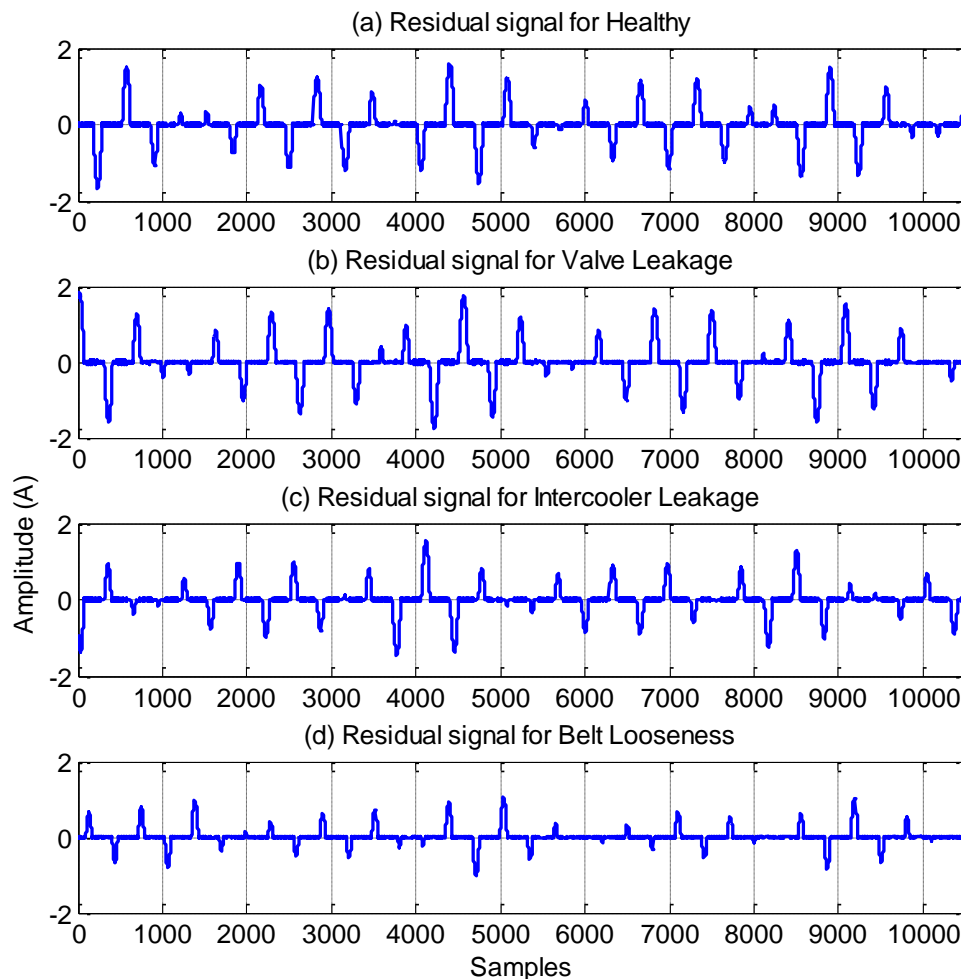 (a) Residual signal for Healthy
2
0
-2
0 1000 2000 3000 4000 5000 6000 7000 8000 9000 10000
(b) Residual signal for Valve Leakage
2
0
-2
0 1000 2000 3000 4000 5000 6000 7000 8000 9000 10000
(c) Residual signal for Intercooler Leakage
2
0
-2
0 1000 2000 3000 4000 5000 6000 7000 8000 9000 10000
Amplitude (A)
(d) Residual signal for Belt Looseness
2
0
-2
0 1000 2000 3000 4000 5000 6000 7000 8000 9000 10000
Samples